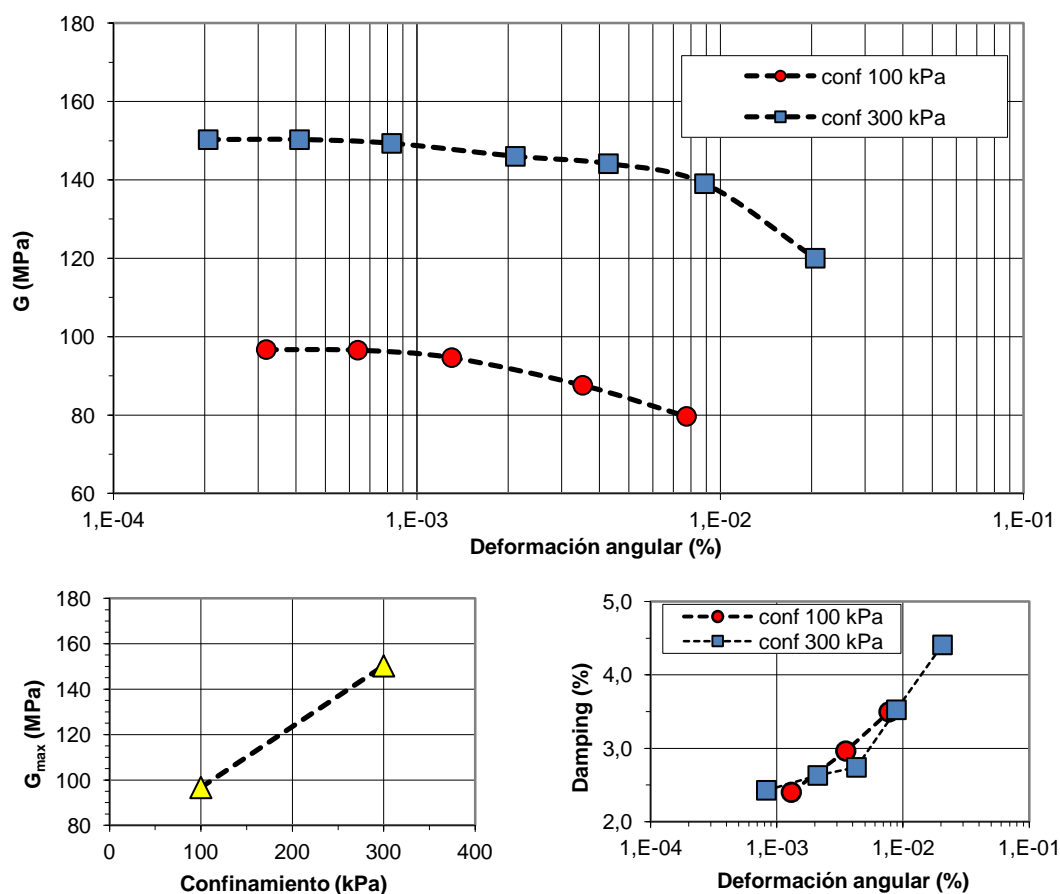 180
160
140
120
100
80
60
G (MPa)
conf 100 kPa
conf 300 kPa
1,E-04 1,E-03 1,E-02 1,E-01
Deformación angular (%)
180
160
140
120
100
80
Gmax (MPa)
0 100 200 300 400
Confinamiento (kPa)
5,0
4,0
3,0
2,0
Damping (%)
conf 100 kPa
conf 300 kPa
1,E-04 1,E-03 1,E-02 1,E-01
Deformación angular (%)